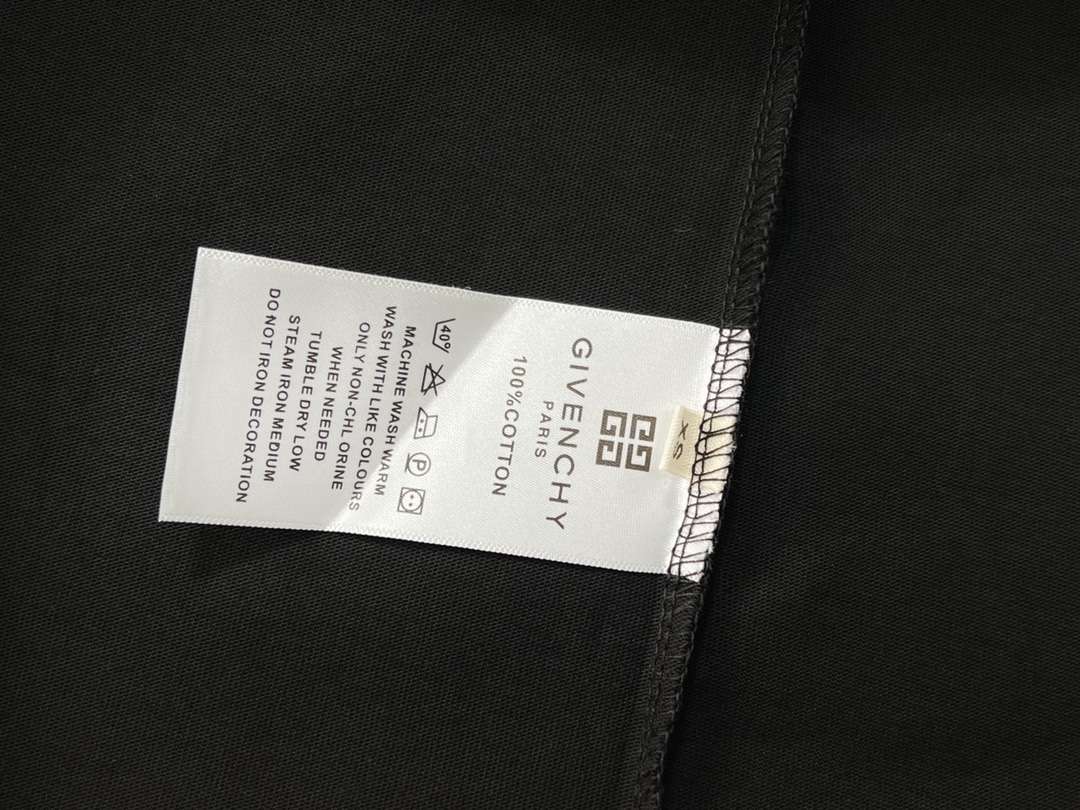 XS
GIVENCHY
PARIS
100%COTTON
40°
P
MACHINE WASH WARM
WASH WITH LIKE COLOURS
ONLY NON-CHL ORINE
WHEN NEEDED
TUMBLE DRY LOW
STEAM IRON MEDIUM
DO NOT IRON DECORATION